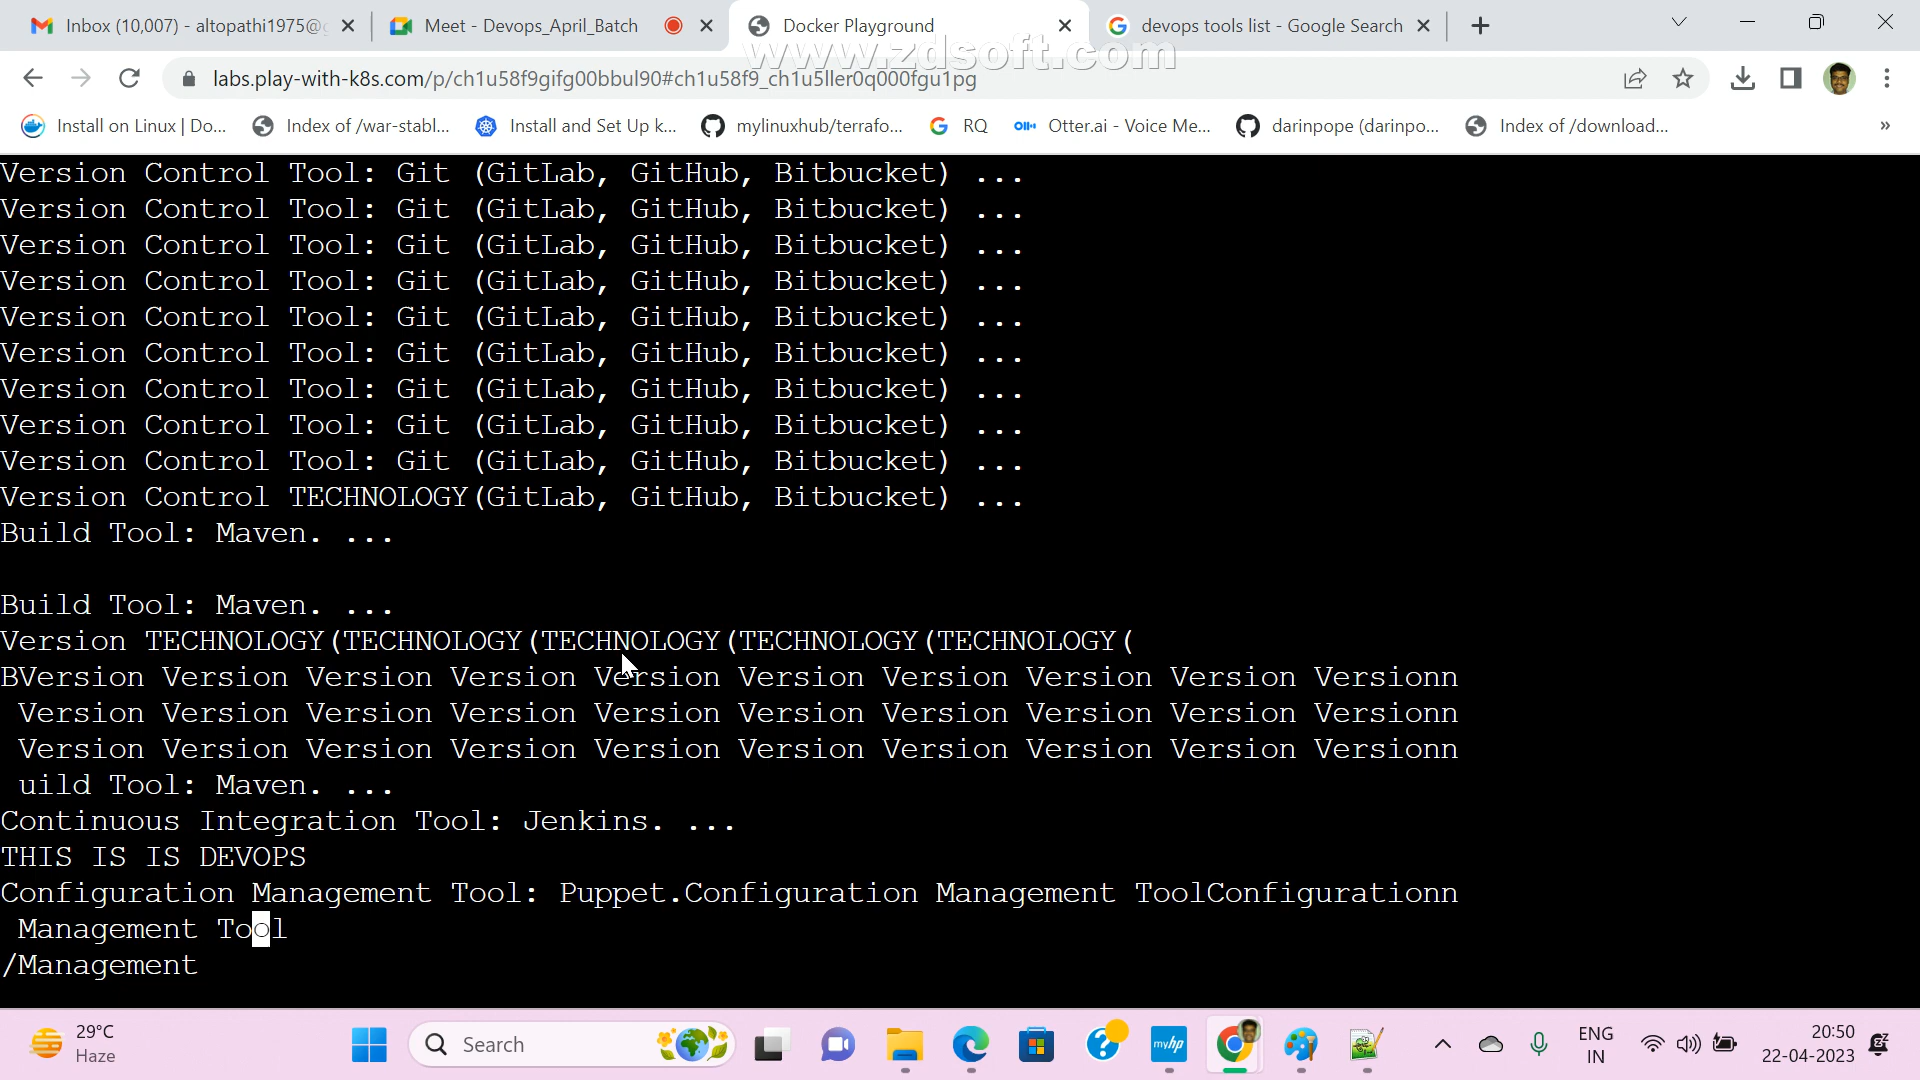 Inbox (10,007) - altopathi1975@g
Meet - Devops_April_Batch
Docker Playground
devops tools list - Google Search
www.zdsoft.com
labs.play-with-k8s.com/p/ch1u58f9gifg00bbul90#ch1u58f9_ch1u5ller0q000fgu1pg
Install on Linux | Do...
Index of /war-stabl...
Install and Set Up k...
mylinuxhub/terrafo...
RQ
Otter.ai - Voice Me...
darinpope (darinpo...
Index of /download...
»
Version Control Tool: Git (GitLab, GitHub, Bitbucket) ...
Version Control Tool: Git (GitLab, GitHub, Bitbucket) ...
Version Control Tool: Git (GitLab, GitHub, Bitbucket) ...
Version Control Tool: Git (GitLab, GitHub, Bitbucket) ...
Version Control Tool: Git (GitLab, GitHub, Bitbucket) ...
Version Control Tool: Git (GitLab, GitHub, Bitbucket) ...
Version Control Tool: Git (GitLab, GitHub, Bitbucket) ...
Version Control Tool: Git (GitLab, GitHub, Bitbucket) ...
Version Control Tool: Git (GitLab, GitHub, Bitbucket) ...
Version Control TECHNOLOGY(GitLab, GitHub, Bitbucket) ...
Build Tool: Maven. ...
Build Tool: Maven. ...
Version TECHNOLOGY(TECHNOLOGY(TECHNOLOGY(TECHNOLOGY(TECHNOLOGY(
BVersion Version Version Version Version Version Version Version Version Versionn
Version Version Version Version Version Version Version Version Version Versionn
Version Version Version Version Version Version Version Version Version Versionn
uild Tool: Maven. ...
Continuous Integration Tool: Jenkins. ...
THIS IS IS DEVOPS
Configuration Management Tool: Puppet.Configuration Management ToolConfigurationn
Management Tool
/Management
29°C
Haze
Search
myhp
ENG
IN
20:50
22-04-2023